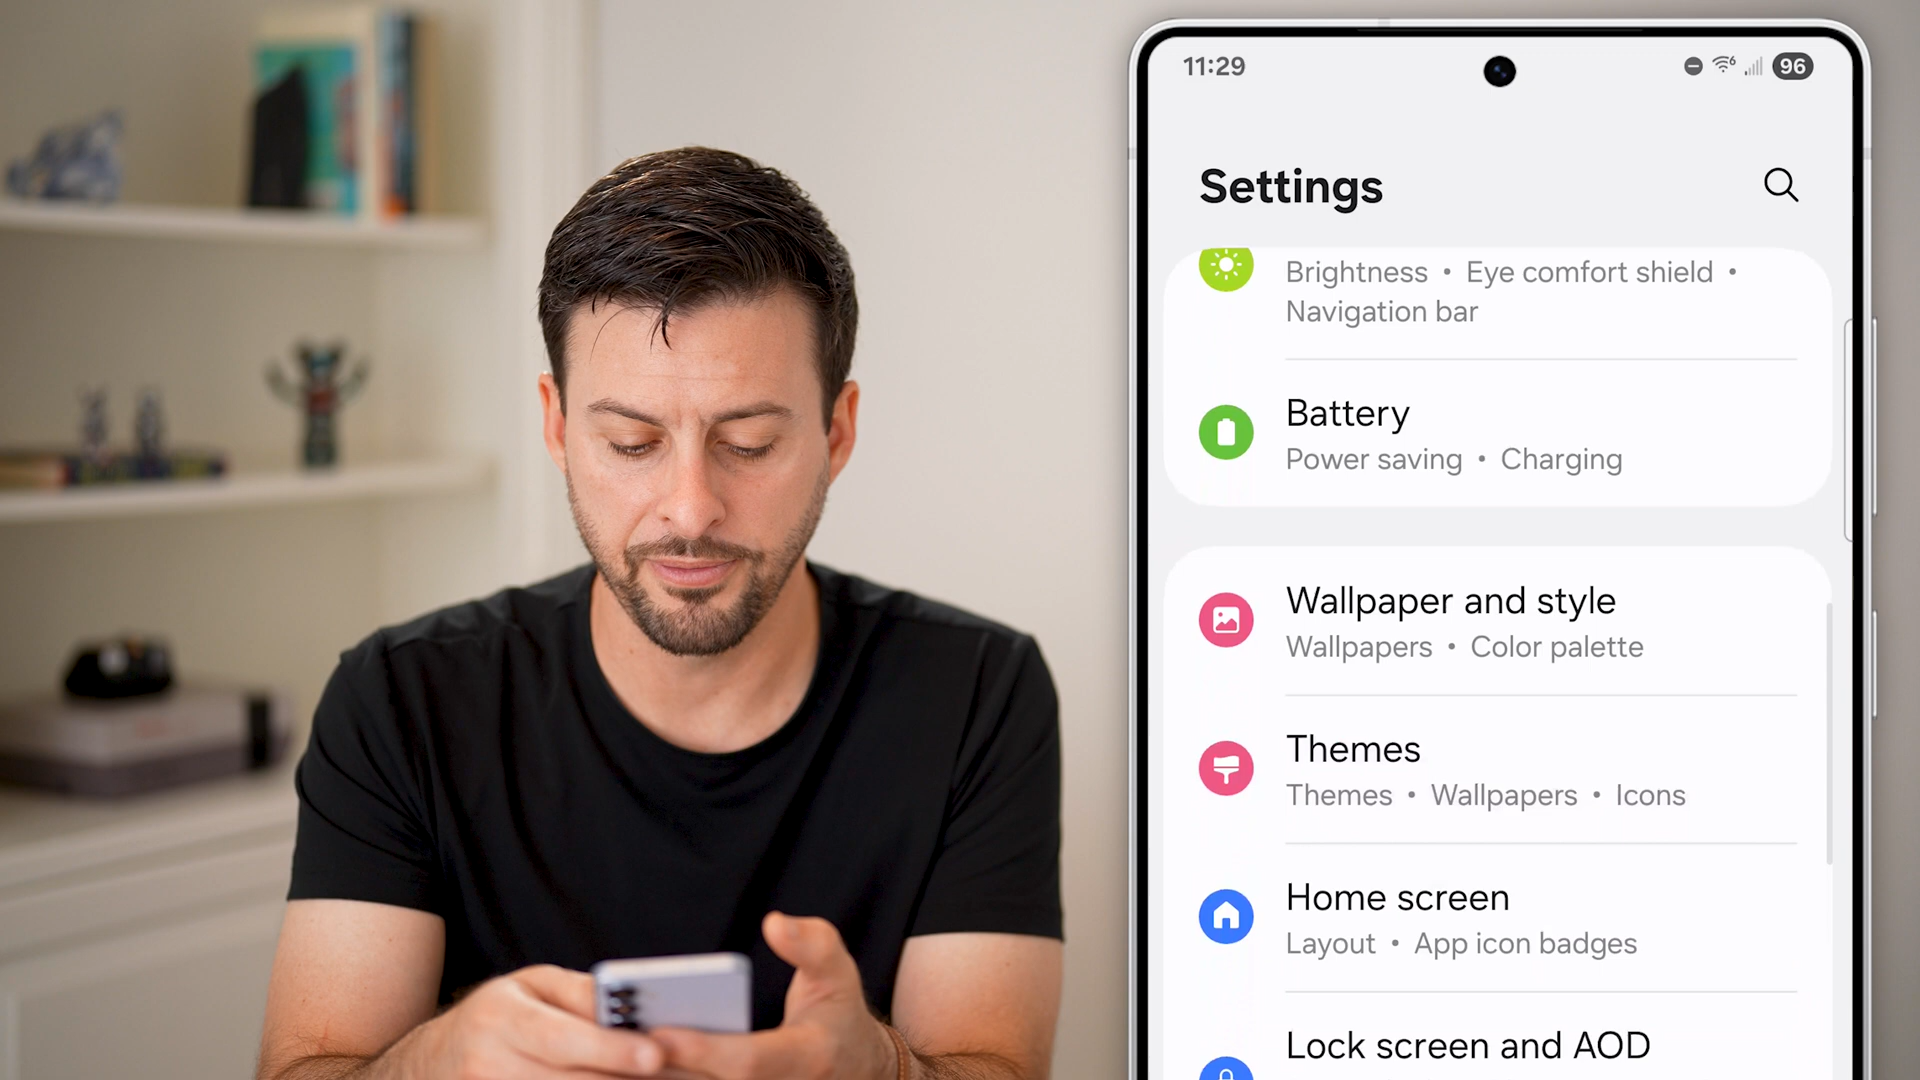 11:29
6
96
Settings
Brightness • Eye comfort shield •
Navigation bar
Battery
Power saving • Charging
Wallpaper and style
Wallpapers • Color palette
Themes
Themes • Wallpapers • Icons
Home screen
Layout • App icon badges
Lock screen and AOD